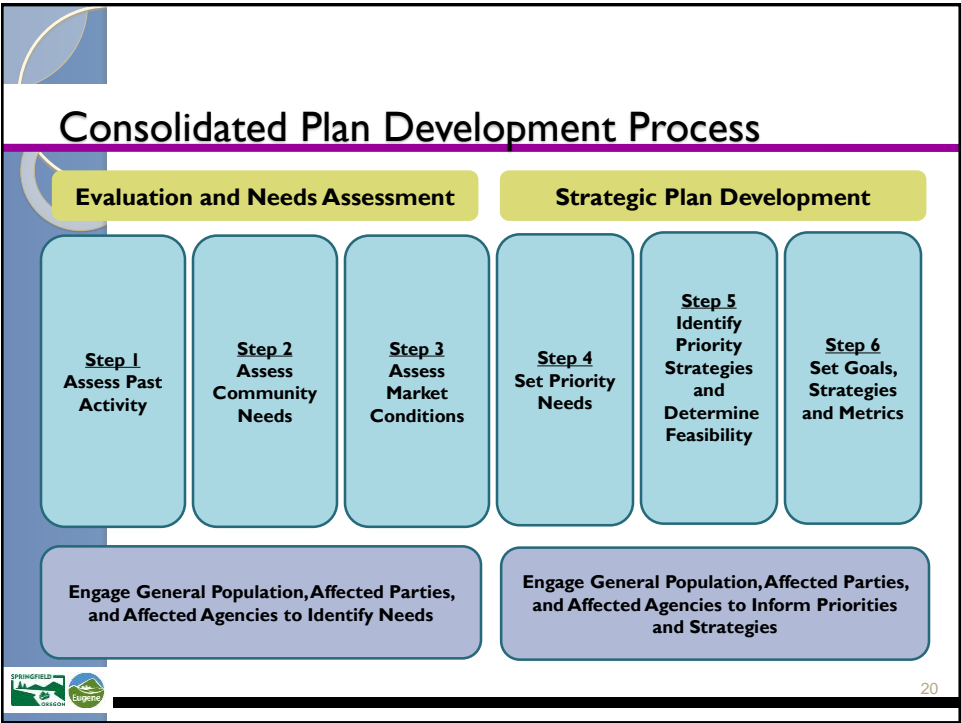 Consolidated Plan Development Process
Evaluation and Needs Assessment
Strategic Plan Development
Step 1
Assess Past
Activity
Step 2
Assess
Community
Needs
Step 3
Assess
Market
Conditions
Step 4
Set Priority
Needs
Step 5
Identify
Priority
Strategies
and
Determine
Feasibility
Step 6
Set Goals,
Strategies
and Metrics
Engage General Population, Affected Parties,
and Affected Agencies to Identify Needs
Engage General Population, Affected Parties,
and Affected Agencies to Inform Priorities
and Strategies
SPRINGFIELD
OREGON
Eugene
20